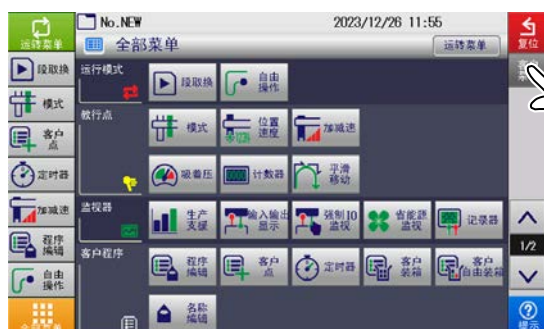 No.NEW
2023/12/26 11:55
运转菜单
全部菜单
运转菜单
复位
段取换
模式
客户
点
定时器
加减速
程序
编辑
自由
操作
全部菜单
运行模式
段取换
自由
操作
教行点
模式
位置
速度
加减速
吸着压
计数器
平滑
移动
监视器
生产
支援
输入输出
显示
强制IO
监视
省能源
监视
记录器
客户程序
程序
编辑
客户
点
定时器
客户
装箱
客户
自由装箱
名称
编辑
1/2
提示